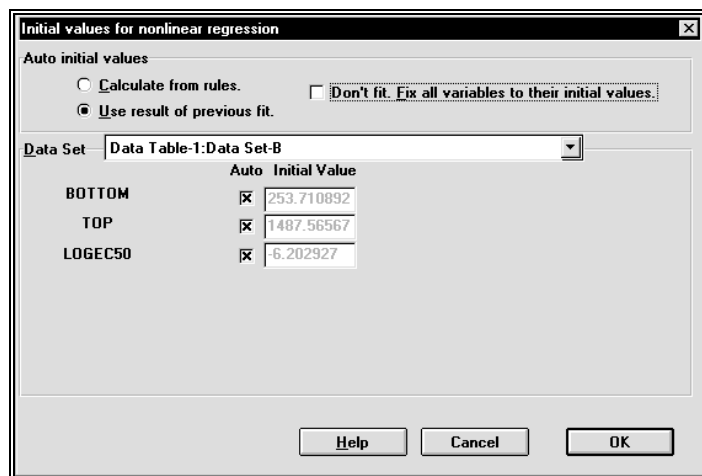 Initial values for nonlinear regression
Auto initial values
Calculate from rules.
Don't fit. Fix all variables to their initial values.
Use result of previous fit.
Data Set Data Table-1:Data Set-B
Auto Initial Value
BOTTOM 253.710892
TOP 1487.56567
LOGEC50 -6.202927
Help Cancel OK